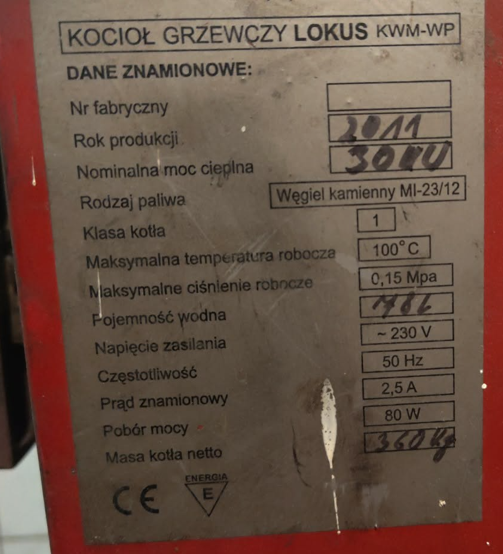 KOCIOŁ GRZEWCZY LOKUS KWM-WP
DANE ZNAMIONOWE:
Nr fabryczny
Rok produkcji 2011
Nominalna moc cieplna 30kW
Rodzaj paliwa Węgiel kamienny MI-23/12
Klasa kotła 1
Maksymalna temperatura robocza 100°C
Maksymalne ciśnienie robocze 0,15 Mpa
Pojemność wodna
Napięcie zasilania ~ 230 V
Częstotliwość 50 Hz
Prąd znamionowy 2,5 A
Pobór mocy 80 W
Masa kotła netto 360 Kg
CE
ENERGIA
E